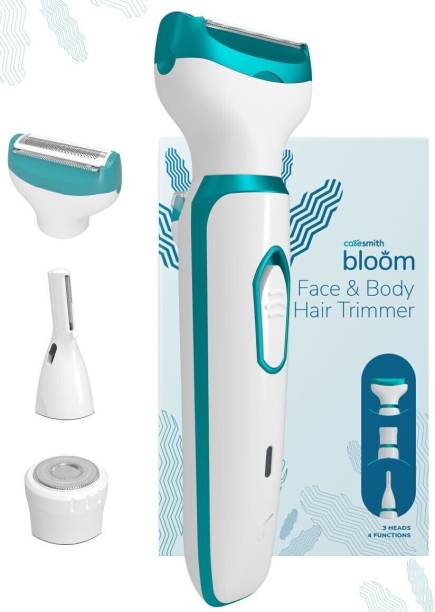 caresmith
bloom
Face & Body
Hair Trimmer
3 HEADS
4 FUNCTIONS